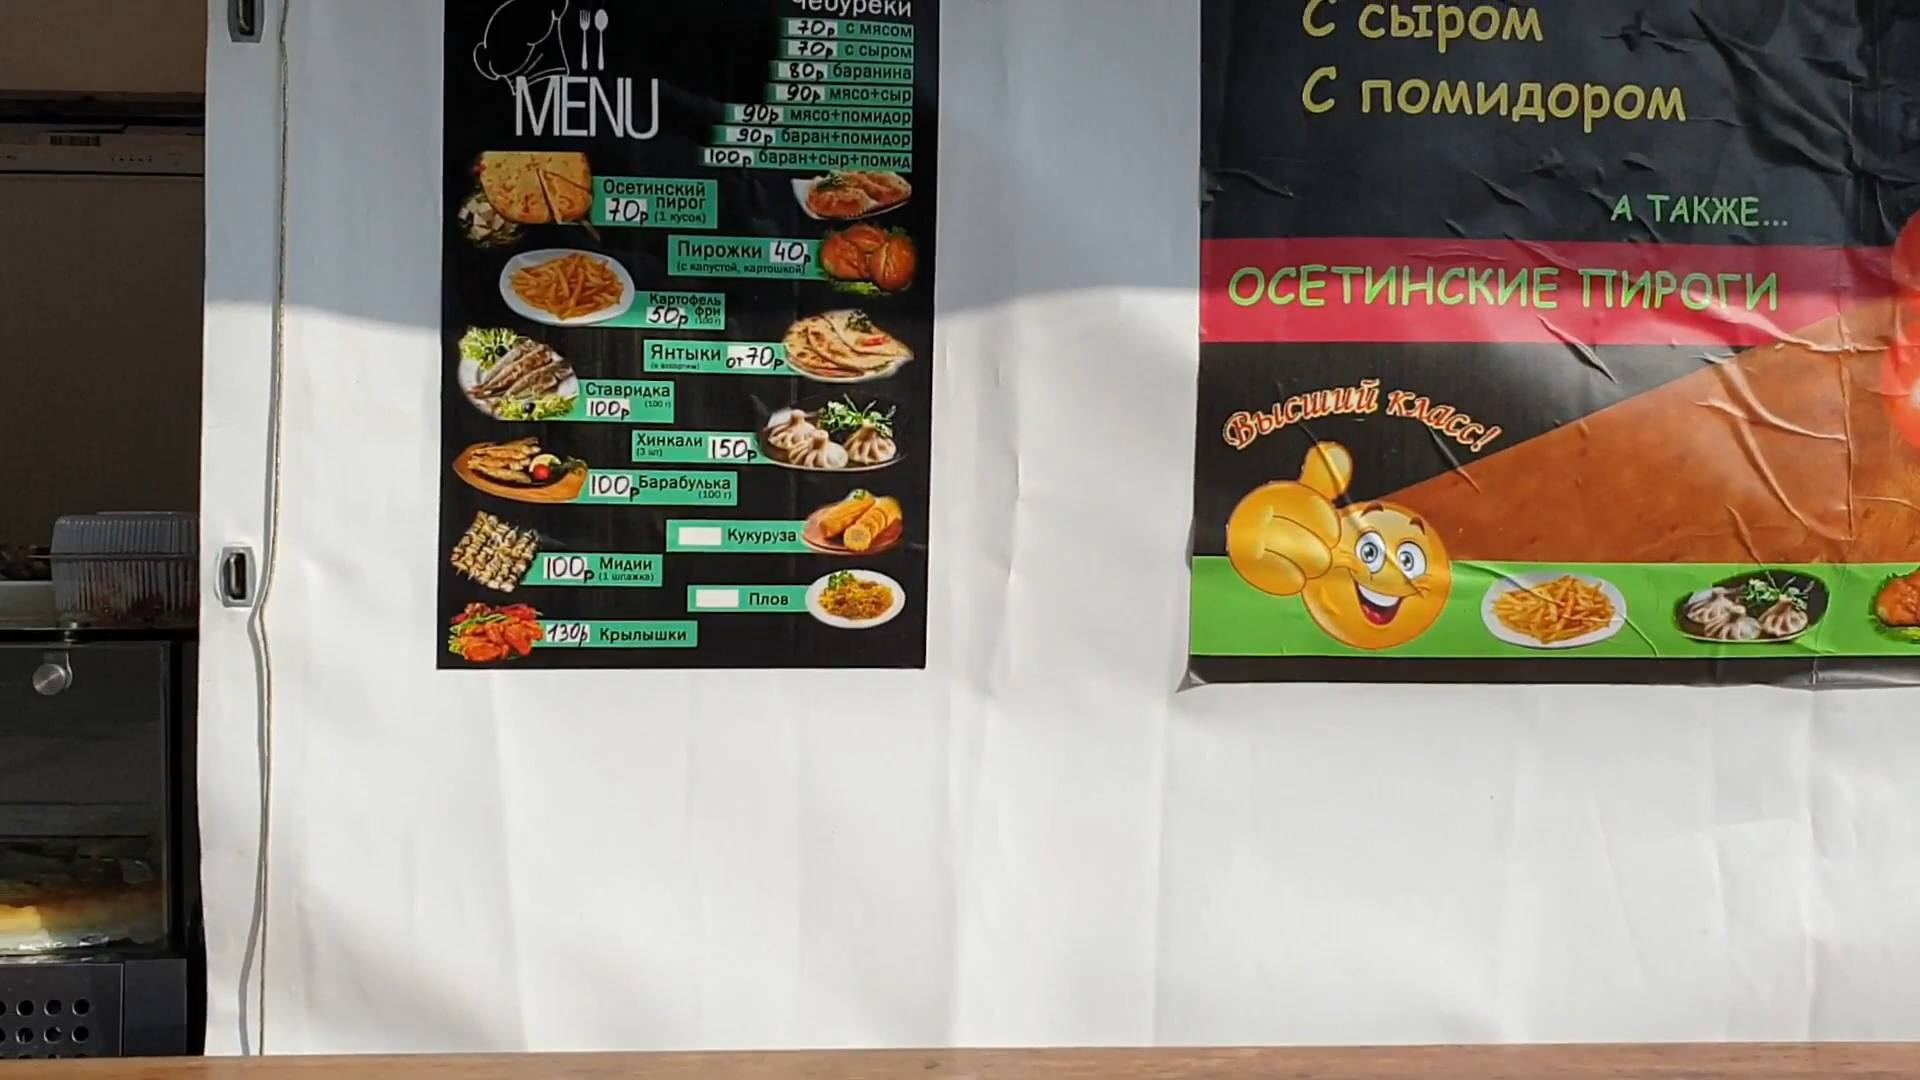 Чебуреки
70р с мясом
70р с сыром
80р баранина
90р мясо+сыр
90р мясо+помидор
90р баран+помидор
100р баран+сыр+помид
MENU
Осетинский
пирог
70р (1 кусок)
Пирожки 40р
(с капустой, картошкой)
Картофель
фри
50р (100 г)
Янтыки от 70р
Ставридка
100р (100 г)
Хинкали 150р
(3 шт)
100р Барабулька
(100 г)
Кукуруза
100р Мидии
(1 шпажка)
Плов
130р Крылышки
С сыром
С помидором
А ТАКЖЕ...
ОСЕТИНСКИЕ ПИРОГИ
Высший класс!